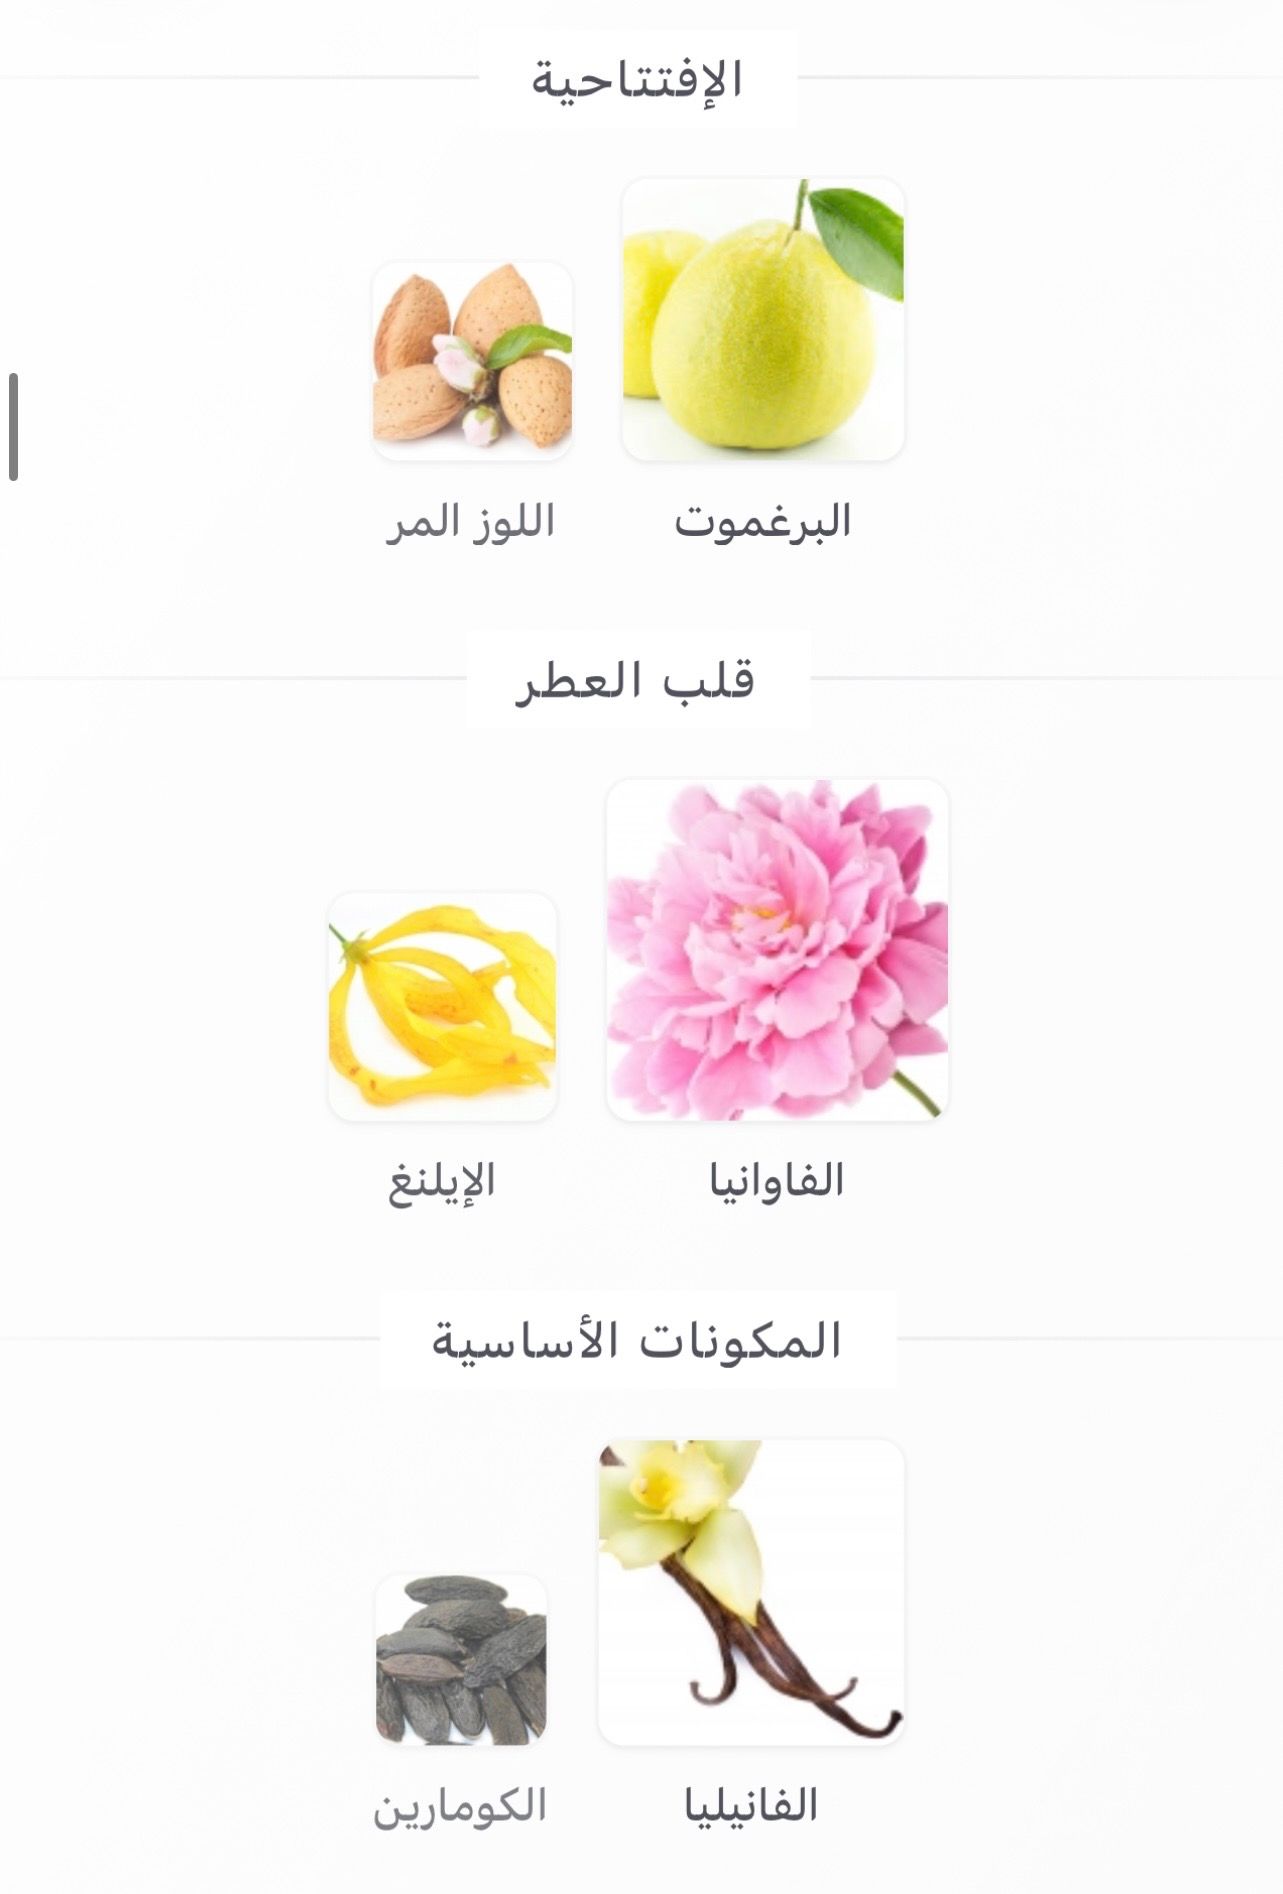 الإفتتاحية
البرغموت
اللوز المر
قلب العطر
الفاوانيا
الإيلنغ
المكونات الأساسية
الفانيليا
الكومارين